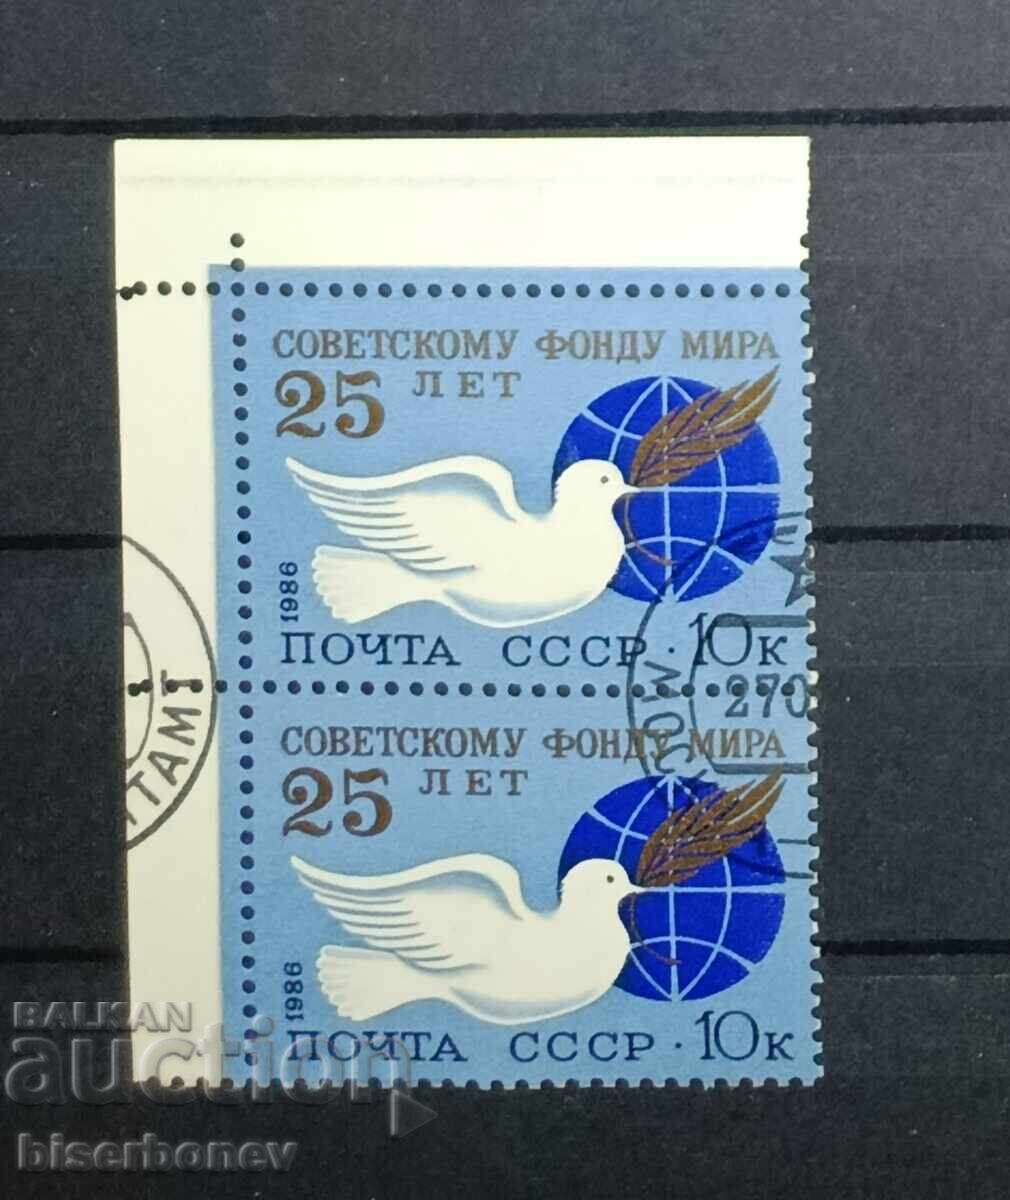 СОВЕТСКОМУ ФОНДУ МИРА
25 ЛЕТ
1986
ПОЧТА СССР · 10к
270
СОВЕТСКОМУ ФОНДУ МИРА
25 ЛЕТ
1986
ПОЧТА СССР · 10к
ТАМТ
BALKAN
auction
biserbonev